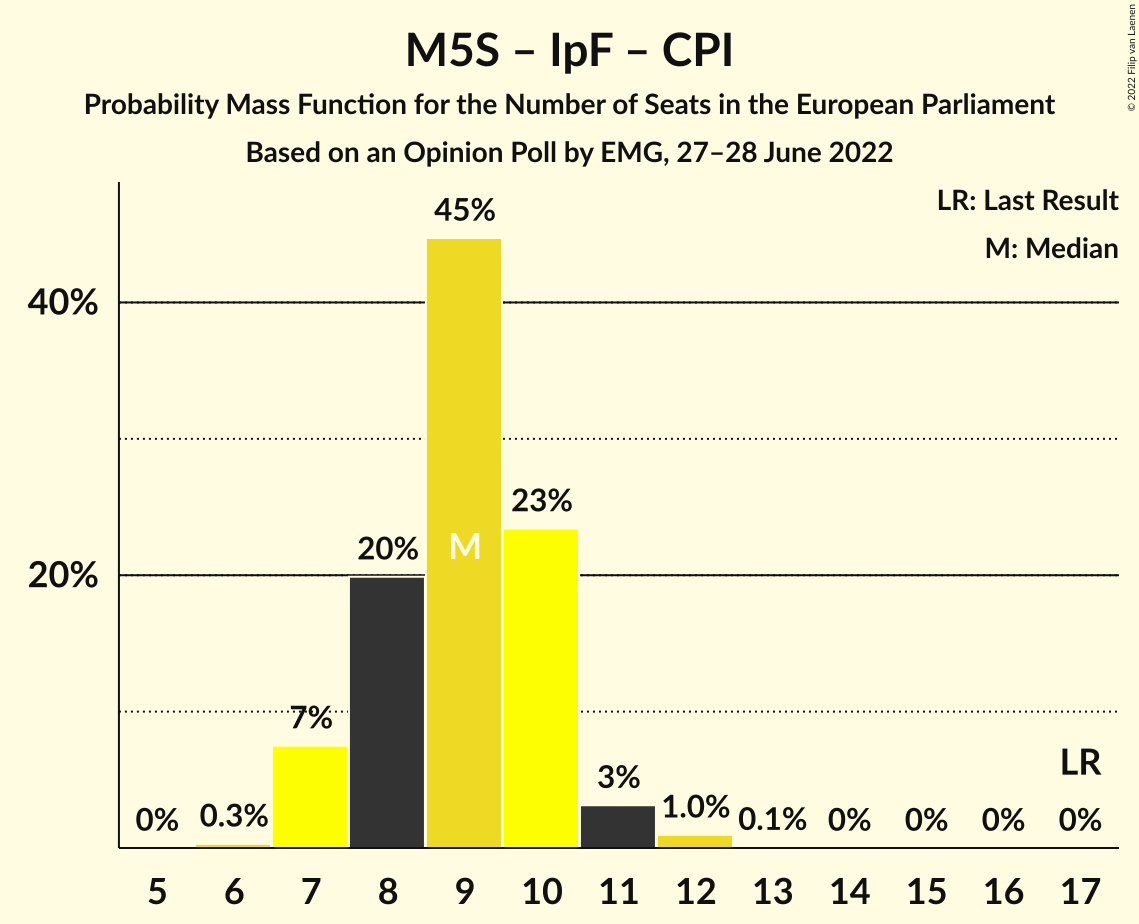 M5S – IpF – CPI
Probability Mass Function for the Number of Seats in the European Parliament
Based on an Opinion Poll by EMG, 27–28 June 2022
© 2022 Filip van Laenen
LR: Last Result
M: Median
45%
40%
23%
20%
M
20%
7%
LR
3%
0%
0.3%
1.0%
0.1%
0%
0%
0%
0%
5 6 7 8 9 10 11 12 13 14 15 16 17